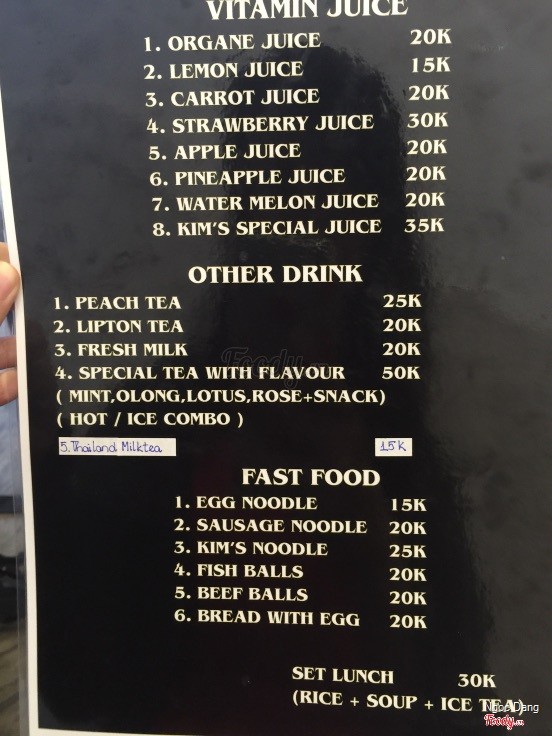 VITAMIN JUICE
1. ORGANE JUICE 20K
2. LEMON JUICE 15K
3. CARROT JUICE 20K
4. STRAWBERRY JUICE 30K
5. APPLE JUICE 20K
6. PINEAPPLE JUICE 20K
7. WATER MELON JUICE 20K
8. KIM'S SPECIAL JUICE 35K
OTHER DRINK
1. PEACH TEA 25K
2. LIPTON TEA 20K
3. FRESH MILK 20K
4. SPECIAL TEA WITH FLAVOUR 50K
( MINT,OLONG,LOTUS,ROSE+SNACK)
( HOT / ICE COMBO )
5. Thailand Milktea 15K
FAST FOOD
1. EGG NOODLE 15K
2. SAUSAGE NOODLE 20K
3. KIM'S NOODLE 25K
4. FISH BALLS 20K
5. BEEF BALLS 20K
6. BREAD WITH EGG 20K
SET LUNCH 30K
(RICE + SOUP + ICE TEA)
Ngoc Dang
Foody.vn